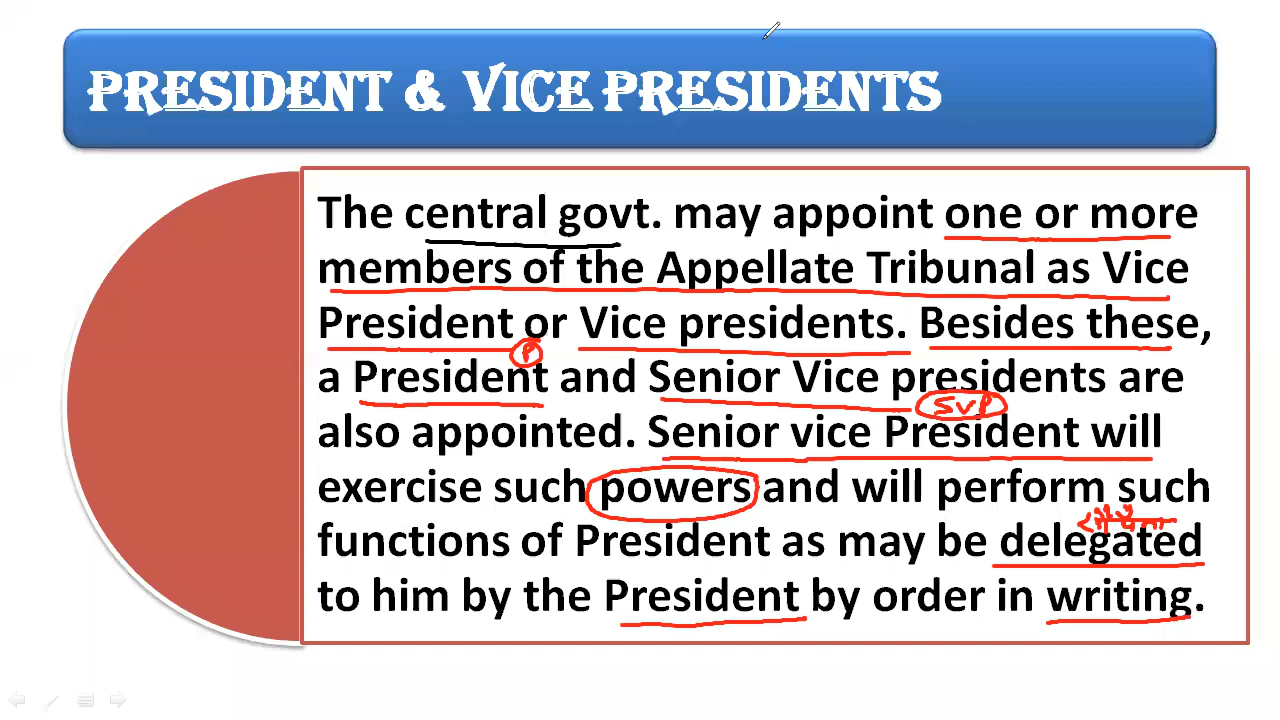 PRESIDENT & VICE PRESIDENTS
The central govt. may appoint one or more
members of the Appellate Tribunal as Vice
President or Vice presidents. Besides these,
P
a President and Senior Vice presidents are
SVP
also appointed. Senior vice President will
exercise such powers and will perform such
functions of President as may be delegated
to him by the President by order in writing.